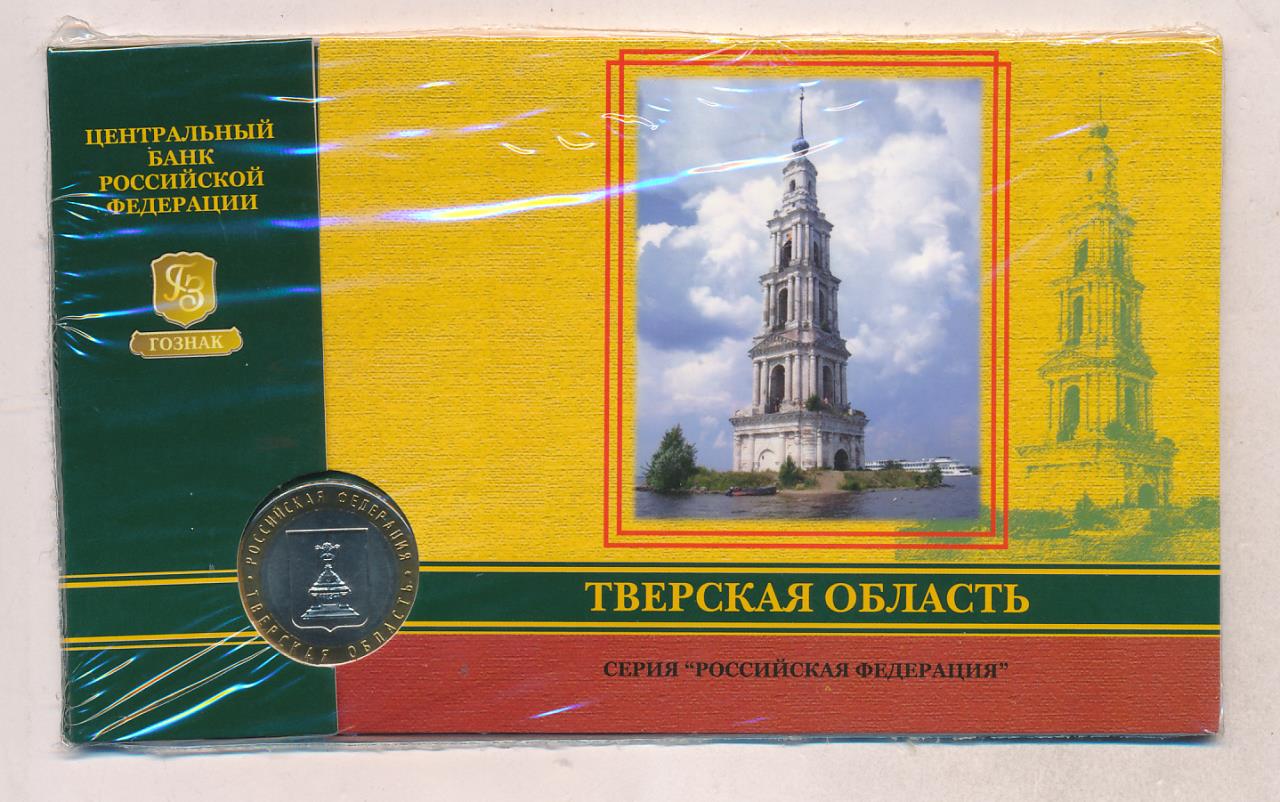 ЦЕНТРАЛЬНЫЙ
БАНК
РОССИЙСКОЙ
ФЕДЕРАЦИИ
ГОЗНАК
РОССИЙСКАЯ ФЕДЕРАЦИЯ
ТВЕРСКАЯ ОБЛАСТЬ
ТВЕРСКАЯ ОБЛАСТЬ
СЕРИЯ “РОССИЙСКАЯ ФЕДЕРАЦИЯ”